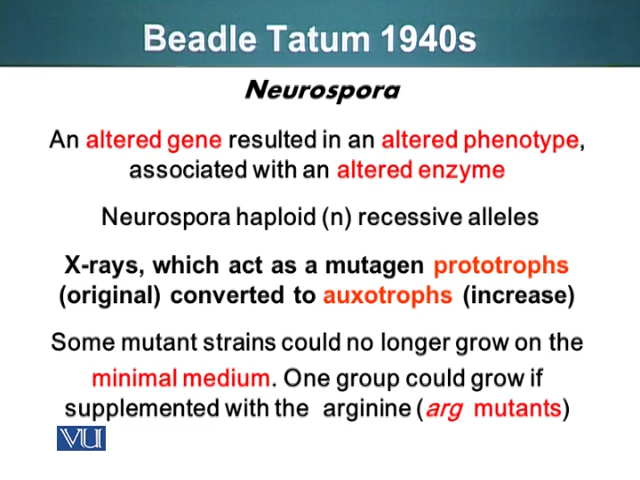 Beadle Tatum 1940s
Neurospora
An altered gene resulted in an altered phenotype,
associated with an altered enzyme
Neurospora haploid (n) recessive alleles
X-rays, which act as a mutagen prototrophs
(original) converted to auxotrophs (increase)
Some mutant strains could no longer grow on the
minimal medium. One group could grow if
supplemented with the arginine (arg mutants)
VU